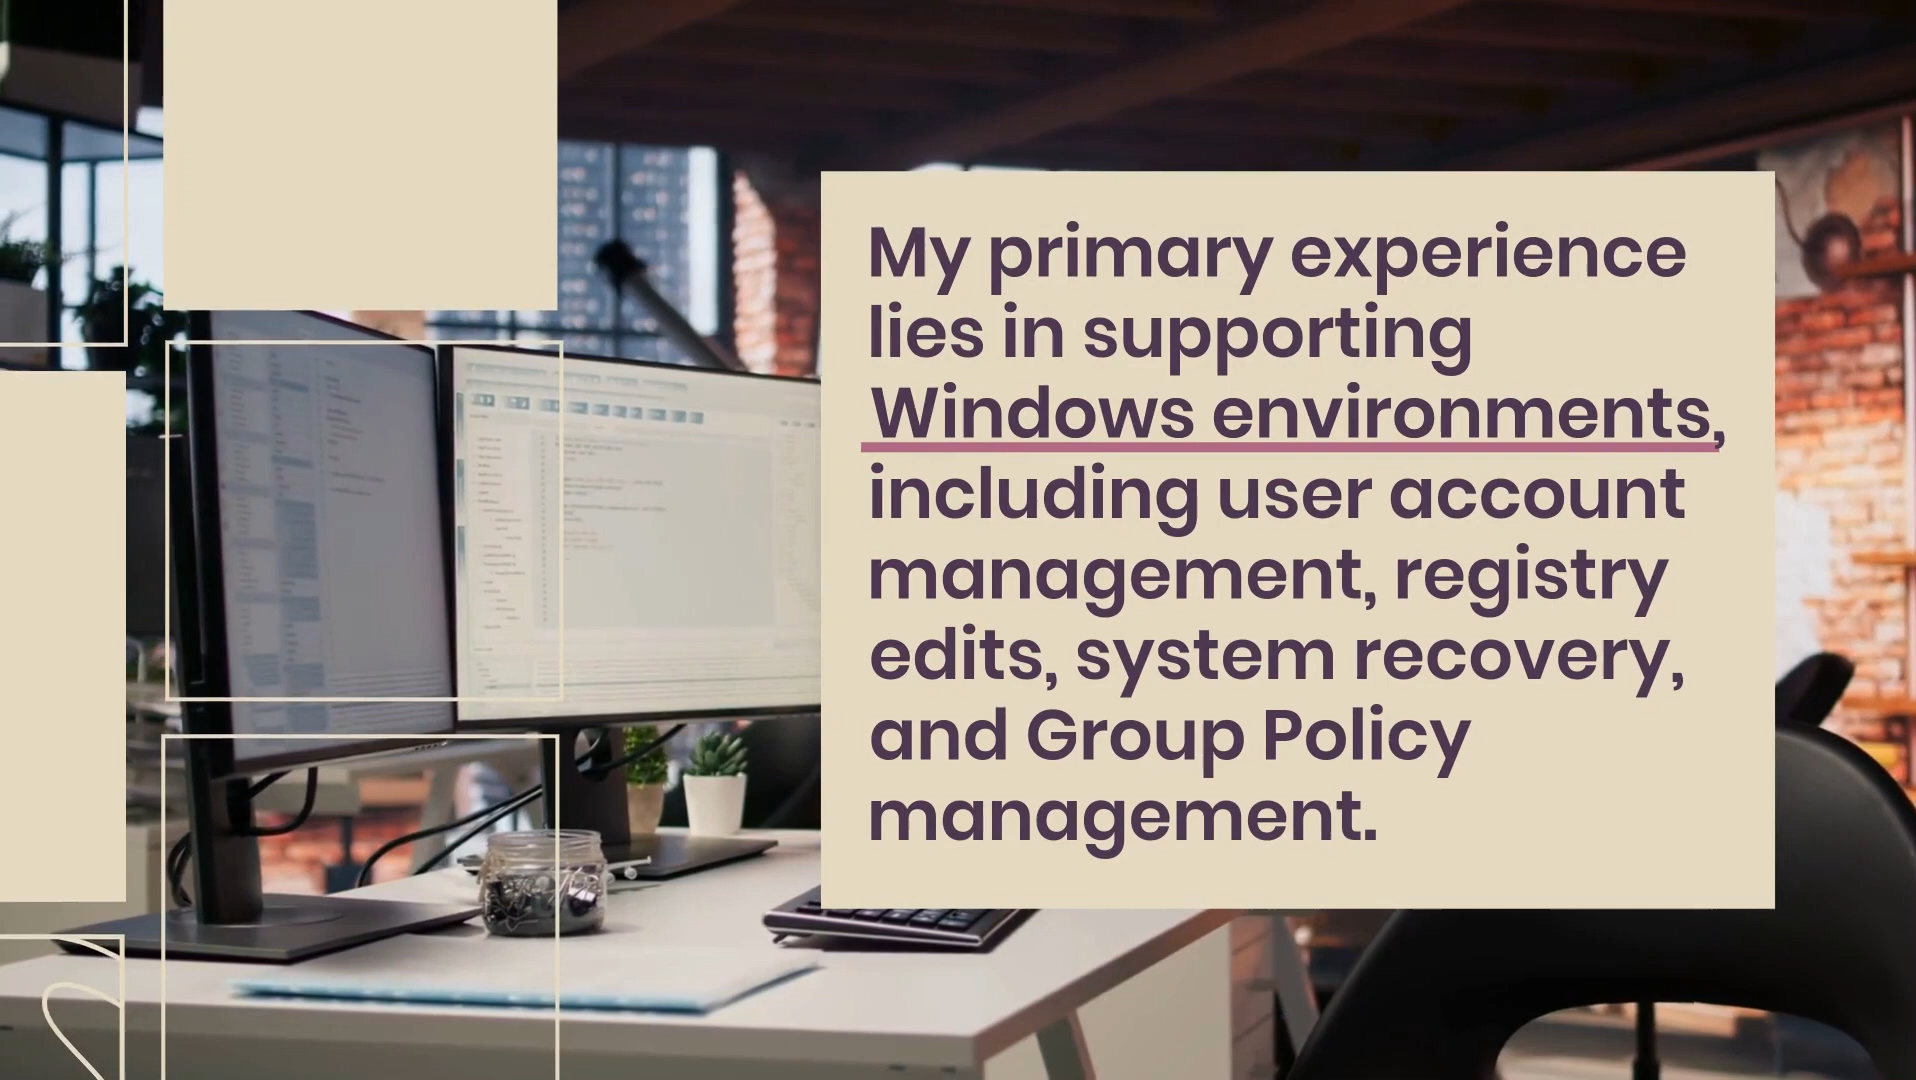 My primary experience
lies in supporting
Windows environments,
including user account
management, registry
edits, system recovery,
and Group Policy
management.